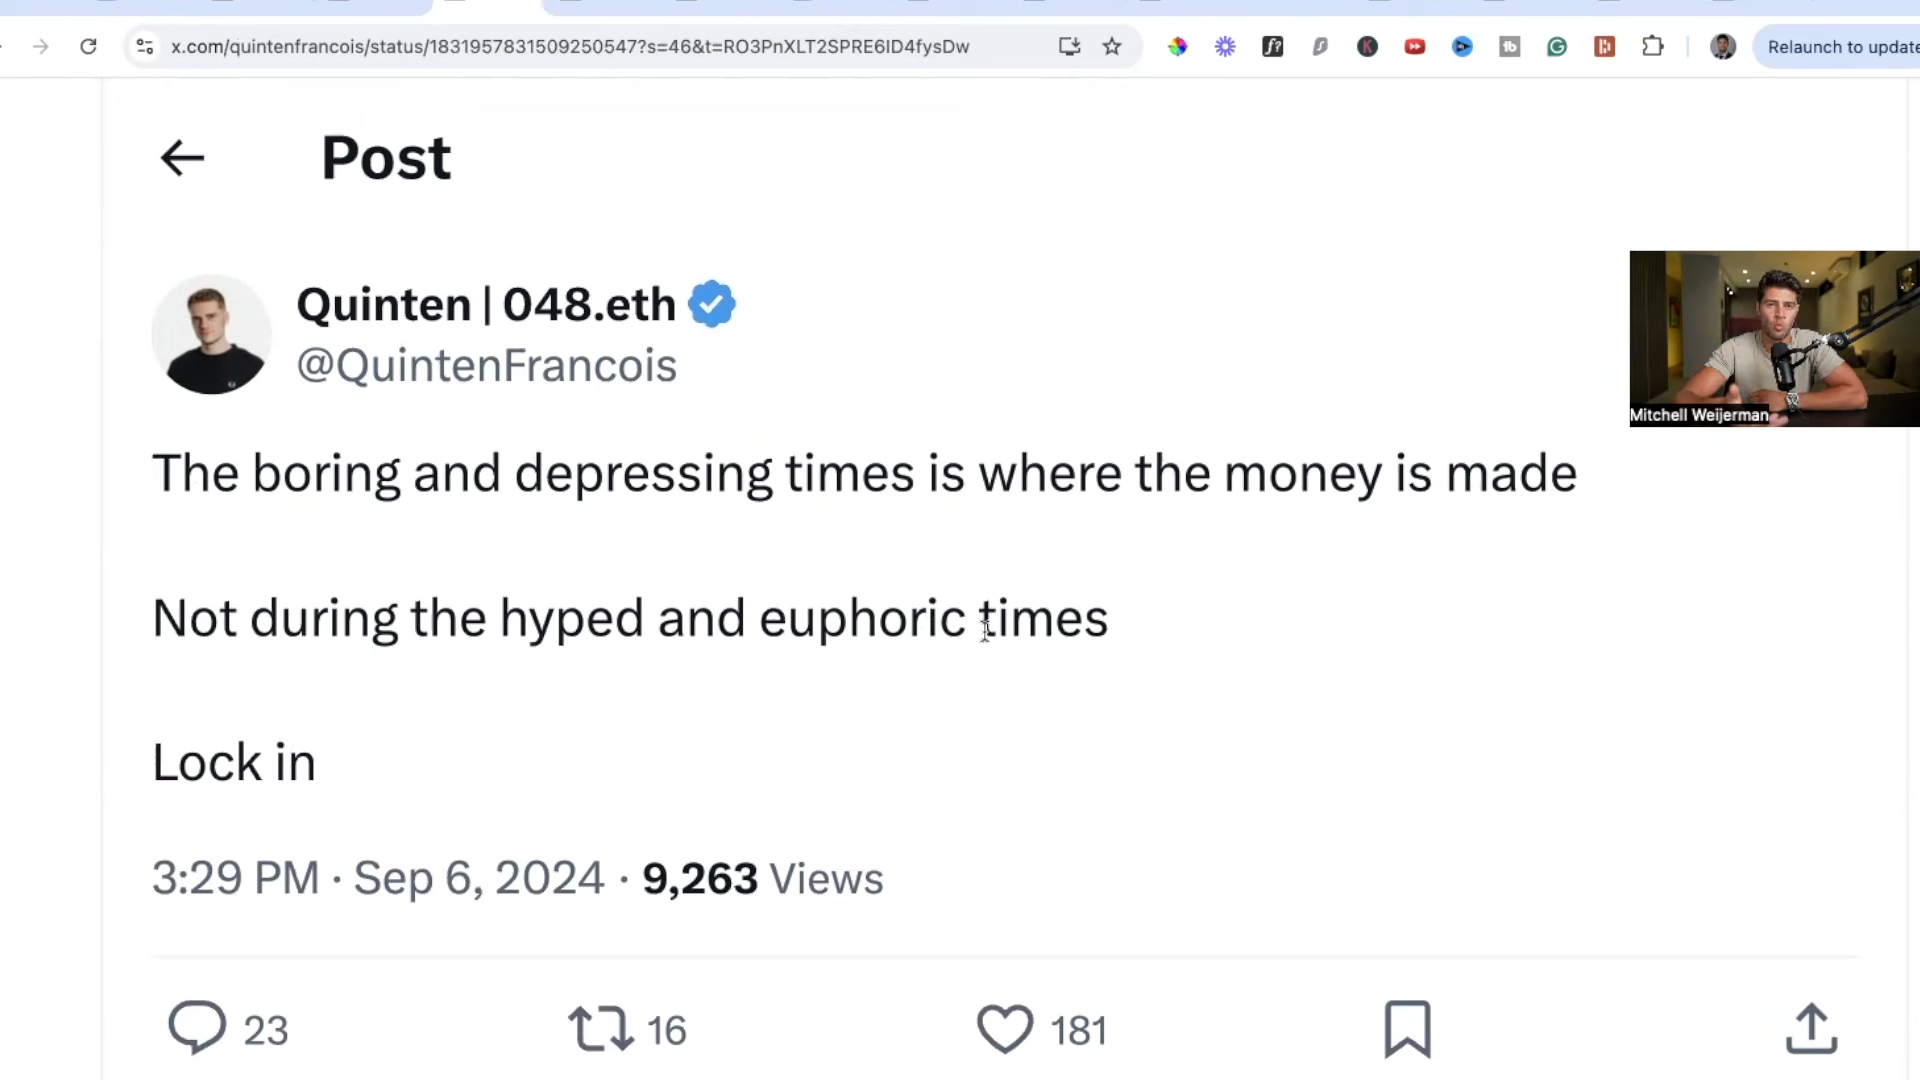 x.com/quintenfrancois/status/1831957831509250547?s=46&t=RO3PnXLT2SPRE6ID4fysDw
Relaunch to update
Post
Quinten | 048.eth
@QuintenFrancois
Mitchell Weijerman
The boring and depressing times is where the money is made
Not during the hyped and euphoric times
Lock in
3:29 PM · Sep 6, 2024 · 9,263 Views
23 16 181